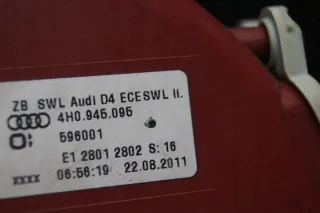 ZB SWL Audi D4 ECESWL li.
4H0.945.095
596001
E1 2801 2802 S: 16
xxxx 06:56:19 22.08.2011